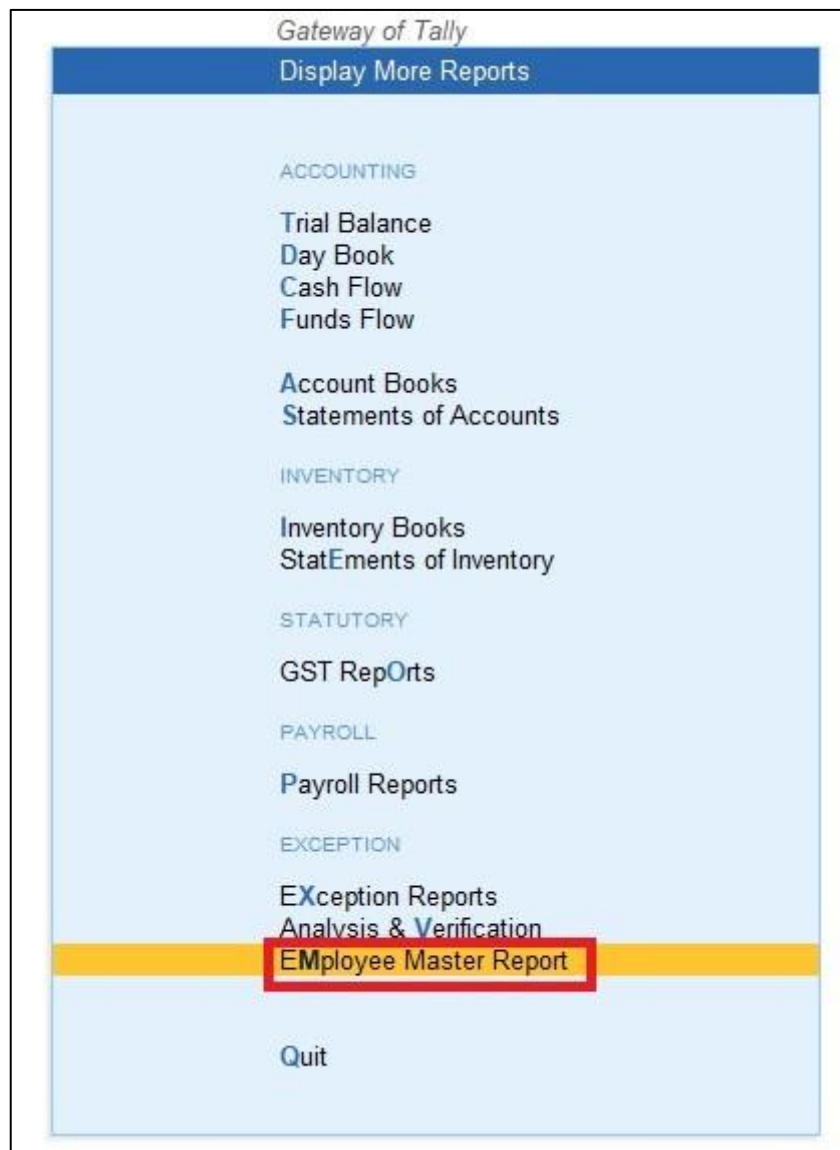 Gateway of Tally
Display More Reports
ACCOUNTING
Trial Balance
Day Book
Cash Flow
Funds Flow
Account Books
Statements of Accounts
INVENTORY
Inventory Books
StatEments of Inventory
STATUTORY
GST RepOrts
PAYROLL
Payroll Reports
EXCEPTION
EXception Reports
Analysis & Verification
EMployee Master Report
Quit